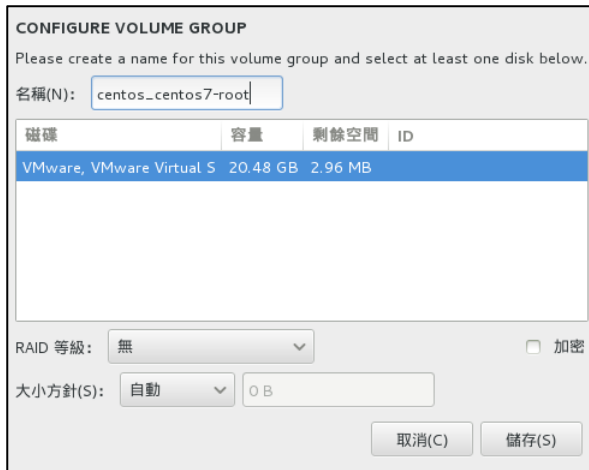 CONFIGURE VOLUME GROUP
Please create a name for this volume group and select at least one disk below.
名稱(N): centos_centos7-root
磁碟 容量 剩餘空間 ID
VMware, VMware Virtual S 20.48 GB 2.96 MB
RAID 等級: 無 加密
大小方針(S): 自動 0 B
取消(C) 儲存(S)